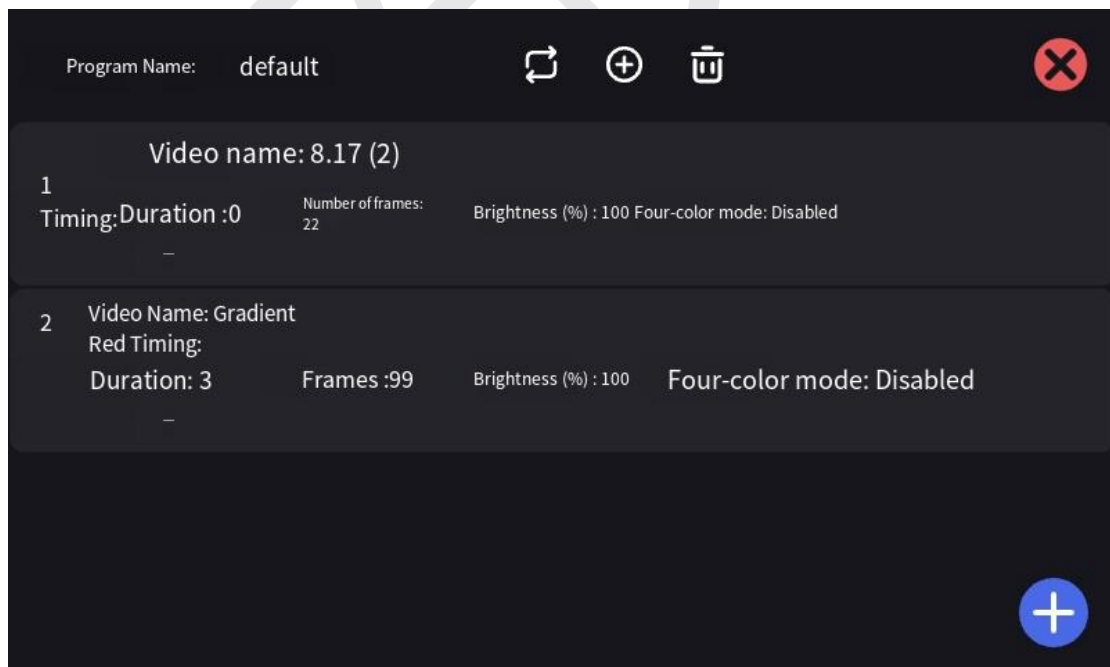 Program Name: default
Video name: 8.17 (2)
1
Timing: Duration :0 Number of frames: 22 Brightness (%) : 100 Four-color mode: Disabled
–
2 Video Name: Gradient
Red Timing:
Duration: 3 Frames :99 Brightness (%) : 100 Four-color mode: Disabled
–